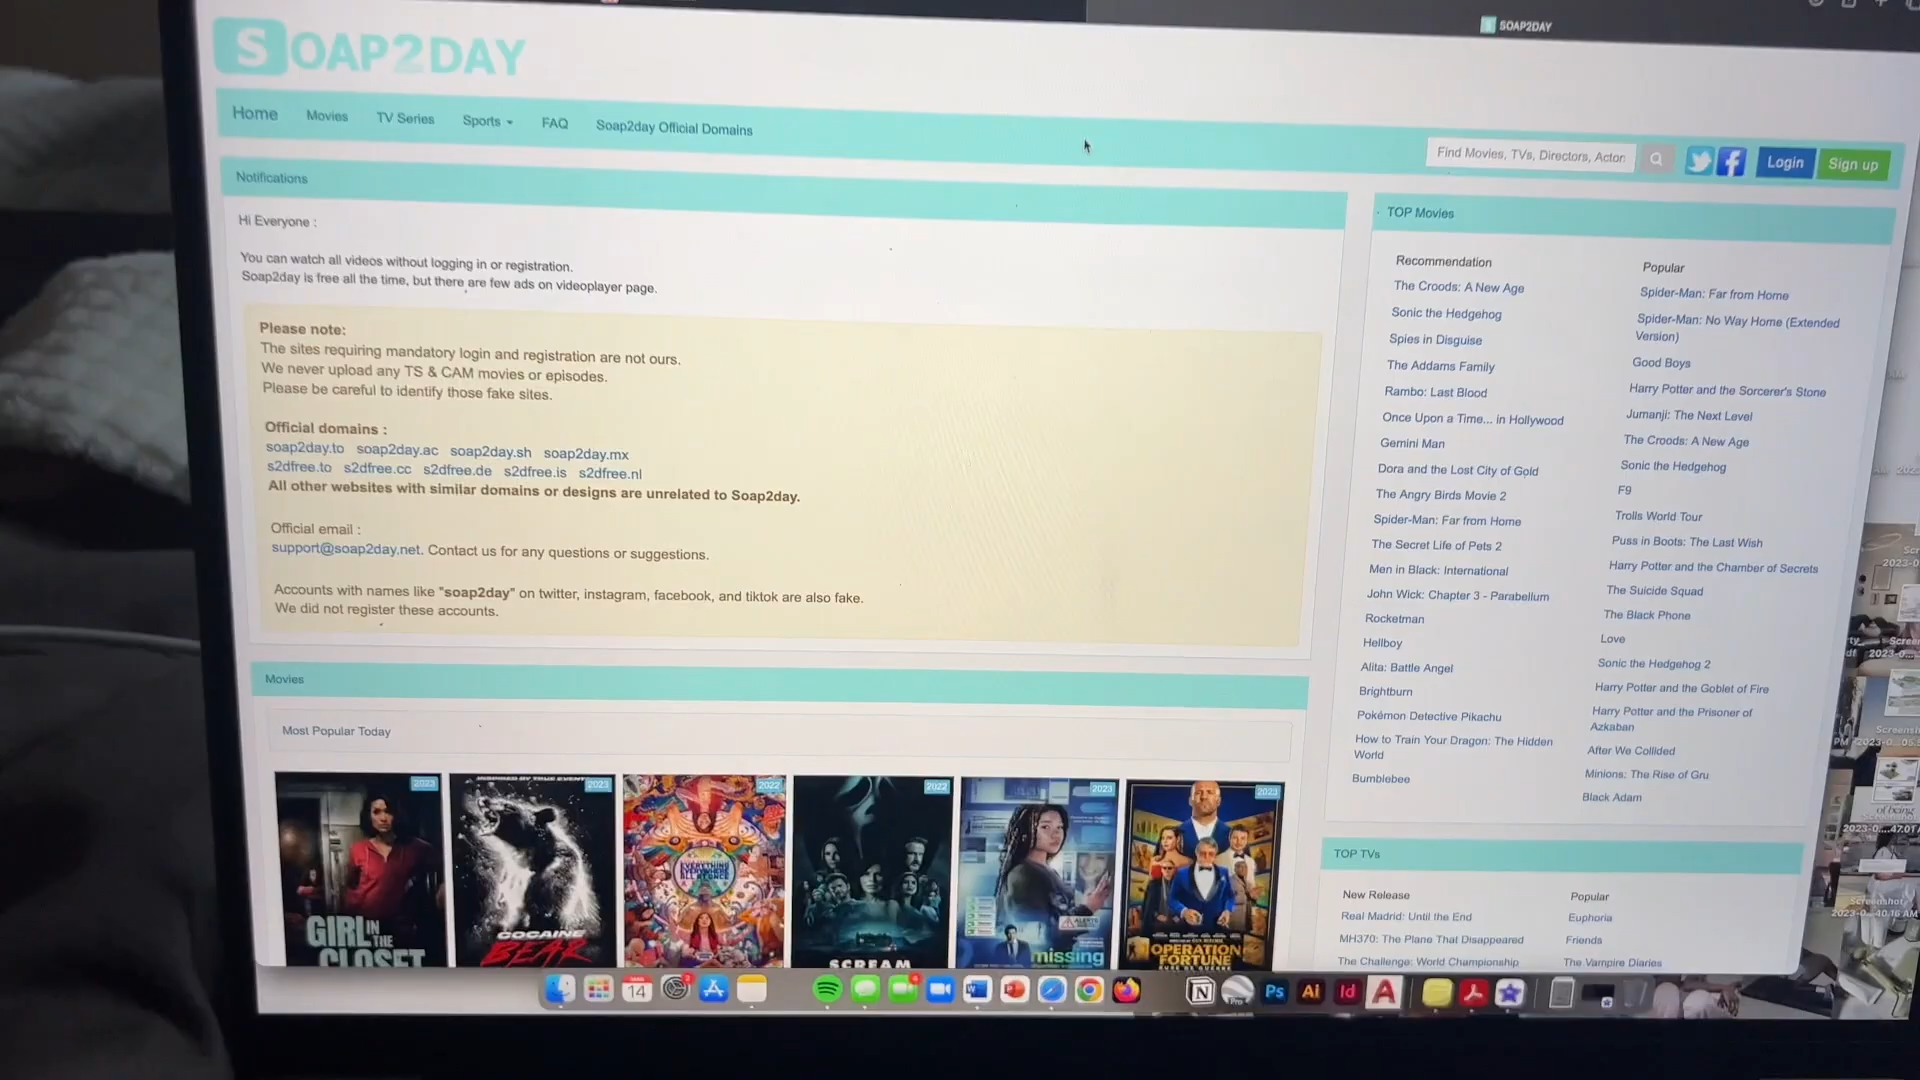 SOAP2DAY
SOAP2DAY
Home Movies TV Series Sports FAQ Soap2day Official Domains
Find Movies, TVs, Directors, Actor
Login Sign up
Notifications
Hi Everyone :
You can watch all videos without logging in or registration.
Soap2day is free all the time, but there are few ads on videoplayer page.
Please note:
The sites requiring mandatory login and registration are not ours.
We never upload any TS & CAM movies or episodes.
Please be careful to identify those fake sites.
Official domains :
soap2day.to soap2day.ac soap2day.sh soap2day.mx
s2dfree.to s2dfree.cc s2dfree.de s2dfree.is s2dfree.nl
All other websites with similar domains or designs are unrelated to Soap2day.
Official email :
support@soap2day.net. Contact us for any questions or suggestions.
Accounts with names like "soap2day" on twitter, instagram, facebook, and tiktok are also fake.
We did not register these accounts.
Movies
Most Popular Today
2023
GIRL IN THE
CLOSET
2023
COCAINE
BEAR
2022
EVERYTHING
EVERYWHERE
ALL AT ONCE
2022
SCREAM
2023
missing
2023
OPERATION
FORTUNE
TOP Movies
Recommendation
The Croods: A New Age
Sonic the Hedgehog
Spies in Disguise
The Addams Family
Rambo: Last Blood
Once Upon a Time... in Hollywood
Gemini Man
Dora and the Lost City of Gold
The Angry Birds Movie 2
Spider-Man: Far from Home
The Secret Life of Pets 2
Men in Black: International
John Wick: Chapter 3 - Parabellum
Rocketman
Hellboy
Alita: Battle Angel
Brightburn
Pokémon Detective Pikachu
How to Train Your Dragon: The Hidden
World
Bumblebee
Popular
Spider-Man: Far from Home
Spider-Man: No Way Home (Extended
Version)
Good Boys
Harry Potter and the Sorcerer's Stone
Jumanji: The Next Level
The Croods: A New Age
Sonic the Hedgehog
F9
Trolls World Tour
Puss in Boots: The Last Wish
Harry Potter and the Chamber of Secrets
The Suicide Squad
The Black Phone
Love
Sonic the Hedgehog 2
Harry Potter and the Goblet of Fire
Harry Potter and the Prisoner of
Azkaban
After We Collided
Minions: The Rise of Gru
Black Adam
TOP TVs
New Release
Real Madrid: Until the End
MH370: The Plane That Disappeared
The Challenge: World Championship
Popular
Euphoria
Friends
The Vampire Diaries
14
Ps Ai Id